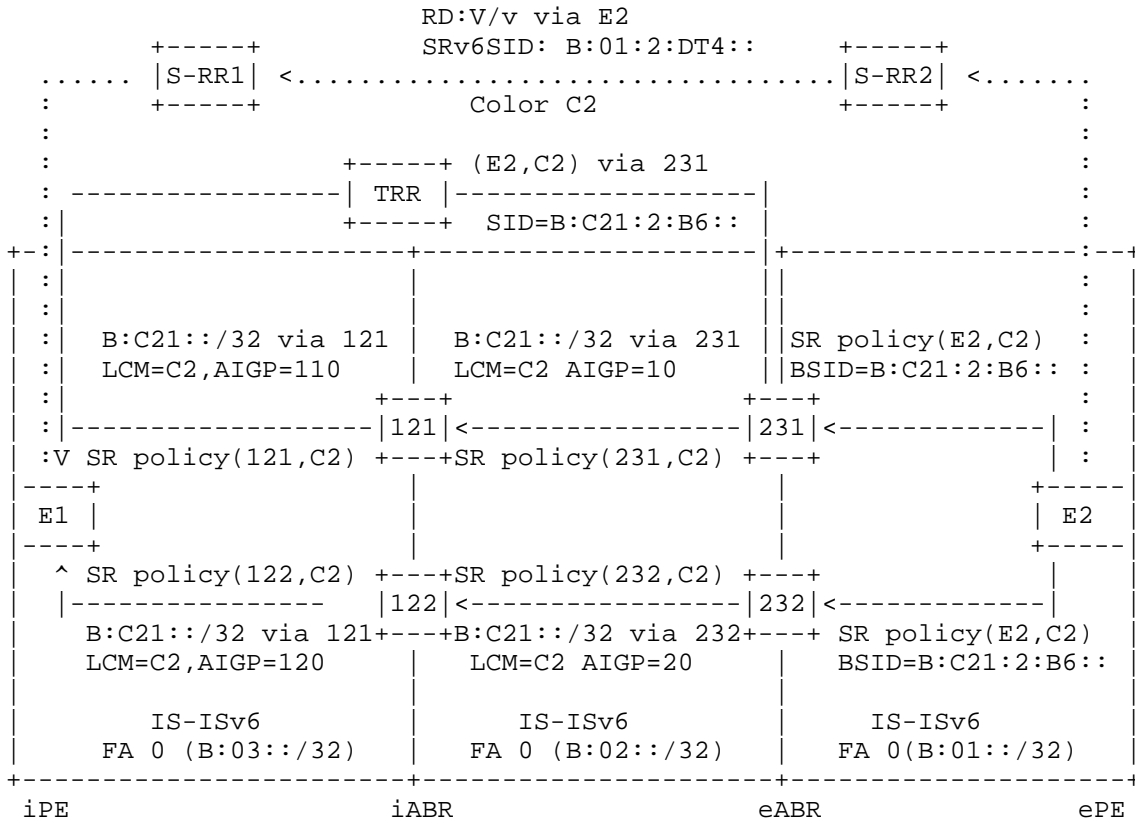 RD:V/v via E2
SRv6SID: B:01:2:DT4::
S-RR1 S-RR2
Color C2
(E2,C2) via 231
TRR
SID=B:C21:2:B6::
B:C21::/32 via 121 B:C21::/32 via 231 SR policy(E2,C2)
LCM=C2,AIGP=110 LCM=C2 AIGP=10 BSID=B:C21:2:B6::
121 231
V SR policy(121,C2) SR policy(231,C2)
E1 E2
^ SR policy(122,C2) SR policy(232,C2)
122 232
B:C21::/32 via 121 B:C21::/32 via 232 SR policy(E2,C2)
LCM=C2,AIGP=120 LCM=C2 AIGP=20 BSID=B:C21:2:B6::
IS-ISv6 IS-ISv6 IS-ISv6
FA 0 (B:03::/32) FA 0 (B:02::/32) FA 0(B:01::/32)
iPE iABR eABR ePE